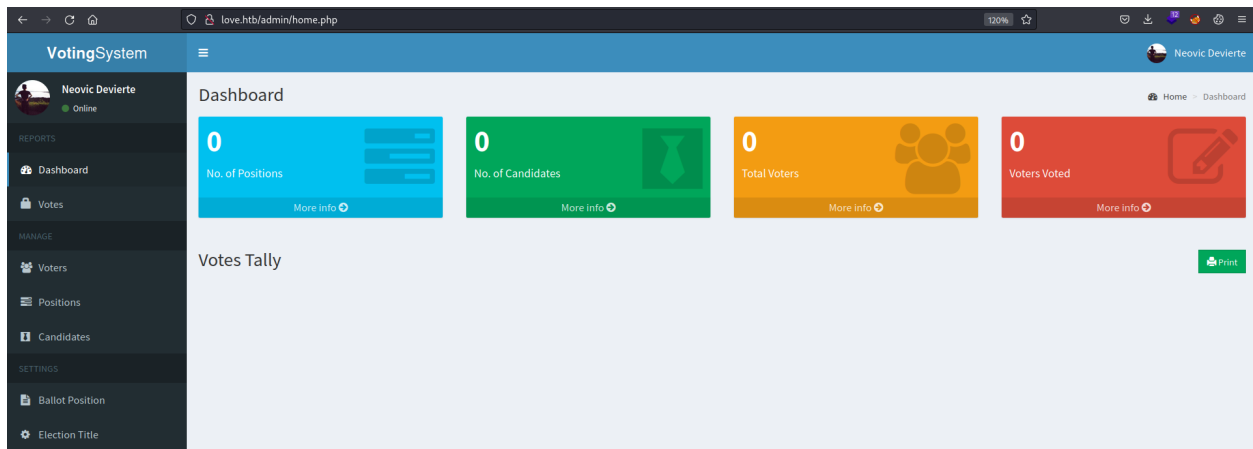 love.htb/admin/home.php
120%
12
VotingSystem
Neovic Devierte
Neovic Devierte
Online
Dashboard
Home > Dashboard
REPORTS
Dashboard
Votes
MANAGE
Voters
Positions
Candidates
SETTINGS
Ballot Position
Election Title
0
No. of Positions
More info
0
No. of Candidates
More info
0
Total Voters
More info
0
Voters Voted
More info
Votes Tally
Print